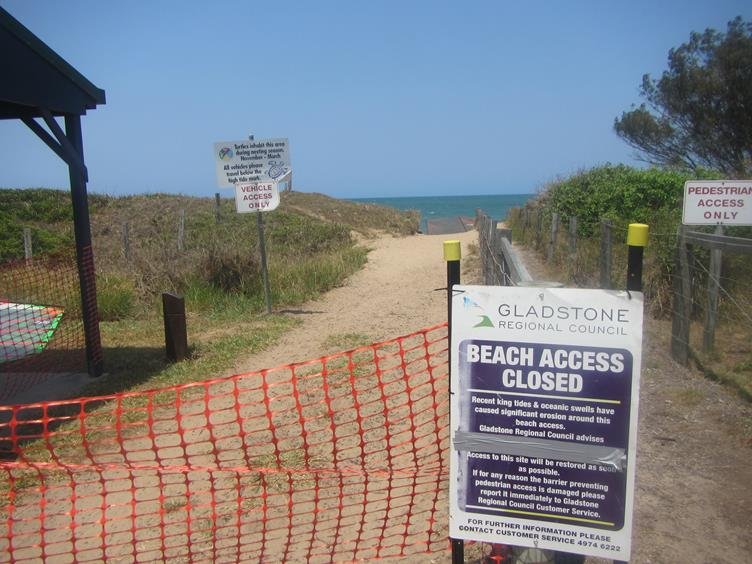 Turtles inhabit this area
during nesting season.
November - March
All vehicles please
travel below the
high tide mark.
VEHICLE
ACCESS
ONLY
PEDESTRIAN
ACCESS
ONLY
GLADSTONE
REGIONAL COUNCIL
BEACH ACCESS
CLOSED
Recent king tides & oceanic swells have
caused significant erosion around this
beach access.
Gladstone Regional Council advises
Access to this site will be restored as soon
as possible.
If for any reason the barrier preventing
pedestrian access is damaged please
report it immediately to Gladstone
Regional Council Customer Service.
FOR FURTHER INFORMATION PLEASE
CONTACT CUSTOMER SERVICE 4974 6222